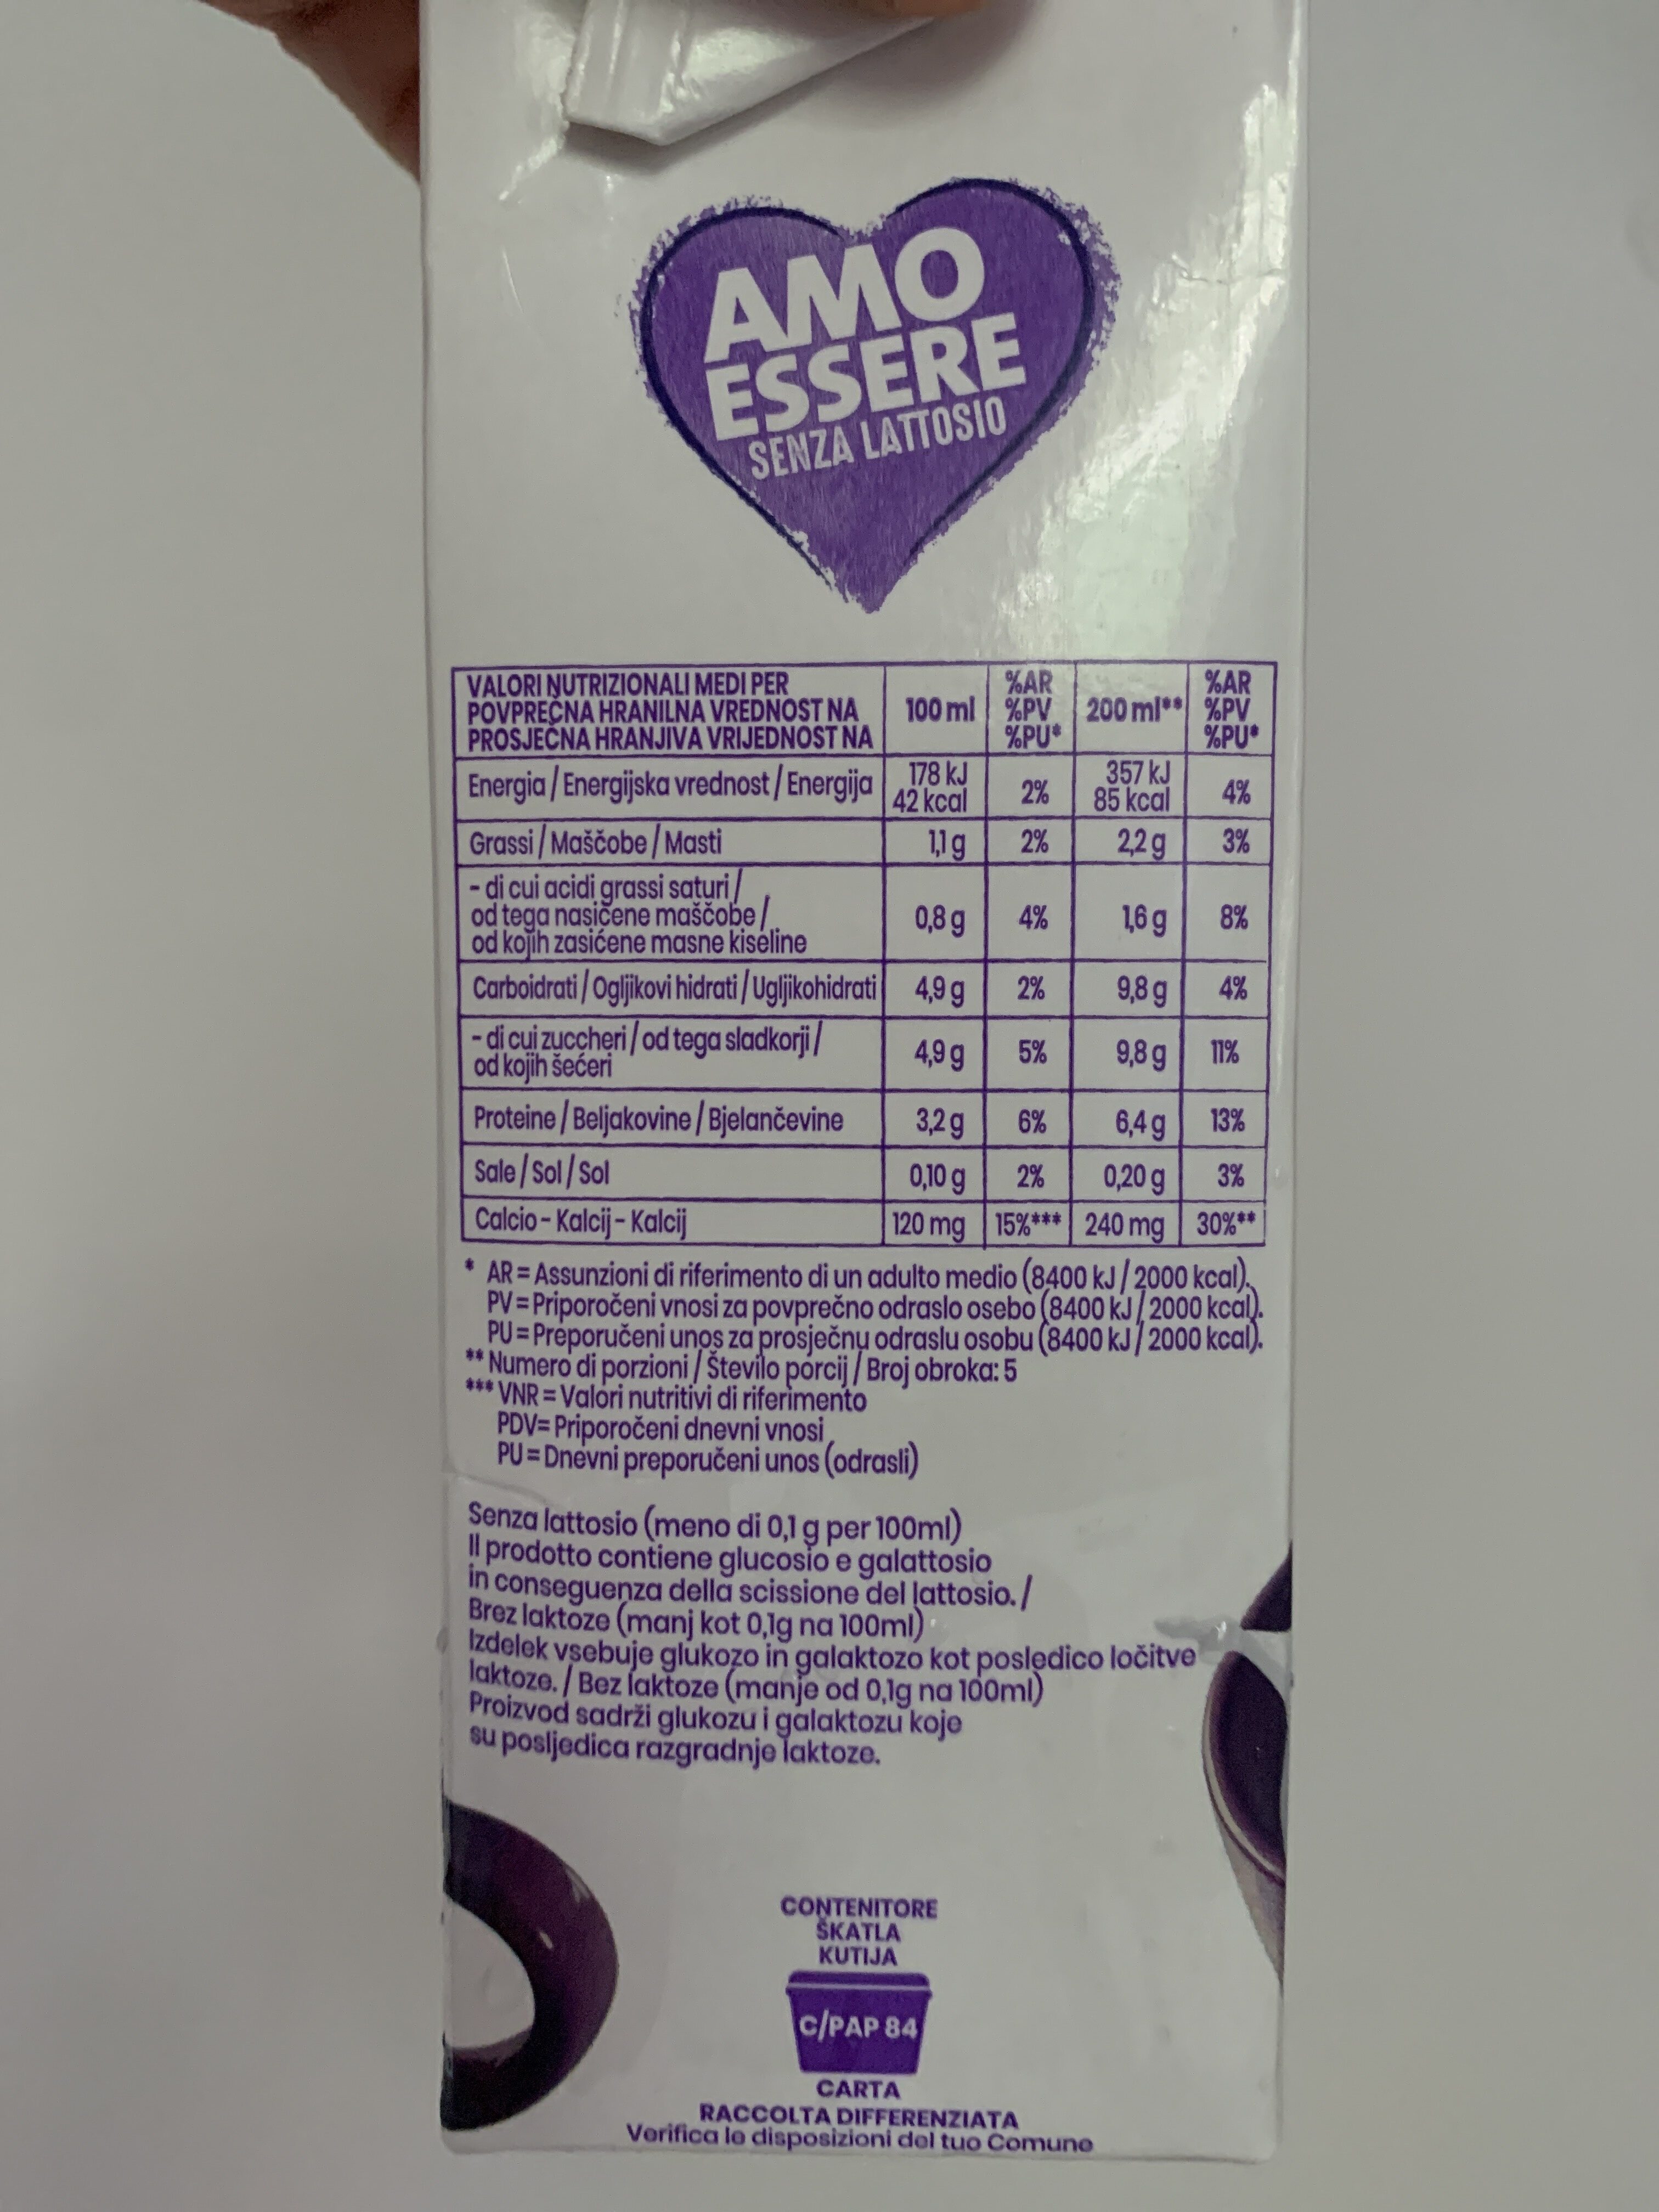 AMO
ESSERE
SENZA LATTOSIO
VALORI NUTRIZIONALI MEDI PER
POVPREČNA HRANILNA VREDNOST NA
PROSJEČNA HRANJIVA VRIJEDNOST NA
100 ml
%AR
%PV
%PU*
200 ml**
%AR
%PV
%PU*
Energia / Energijska vrednost / Energija
178 kJ
42 kcal
2%
357 kJ
85 kcal
4%
Grassi / Maščobe / Masti 1,1 g 2% 2,2 g 3%
- di cui acidi grassi saturi /
od tega nasičene maščobe /
od kojih zasićene masne kiseline
0,8 g 4% 1,6 g 8%
Carboidrati / Ogljikovi hidrati / Ugljikohidrati 4,9 g 2% 9,8 g 4%
- di cui zuccheri / od tega sladkorji /
od kojih šećeri
4,9 g 5% 9,8 g 11%
Proteine / Beljakovine / Bjelančevine 3,2 g 6% 6,4 g 13%
Sale / Sol / Sol 0,10 g 2% 0,20 g 3%
Calcio - Kalcij - Kalcij 120 mg 15%*** 240 mg 30%**
* AR = Assunzioni di riferimento di un adulto medio (8400 kJ / 2000 kcal).
PV = Priporočeni vnosi za povprečno odraslo osebo (8400 kJ / 2000 kcal).
PU = Preporučeni unos za prosječnu odraslu osobu (8400 kJ / 2000 kcal).
** Numero di porzioni / Število porcij / Broj obroka: 5
*** VNR = Valori nutritivi di riferimento
PDV= Priporočeni dnevni vnosi
PU = Dnevni preporučeni unos (odrasli)
Senza lattosio (meno di 0,1 g per 100ml)
Il prodotto contiene glucosio e galattosio
in conseguenza della scissione del lattosio. /
Brez laktoze (manj kot 0,1g na 100ml)
Izdelek vsebuje glukozo in galaktozo kot posledico ločitve
laktoze. / Bez laktoze (manje od 0,1g na 100ml)
Proizvod sadrži glukozu i galaktozu koje
su posljedica razgradnje laktoze.
CONTENITORE
ŠKATLA
KUTIJA
C/PAP 84
CARTA
RACCOLTA DIFFERENZIATA
Verifica le disposizioni del tuo Comune